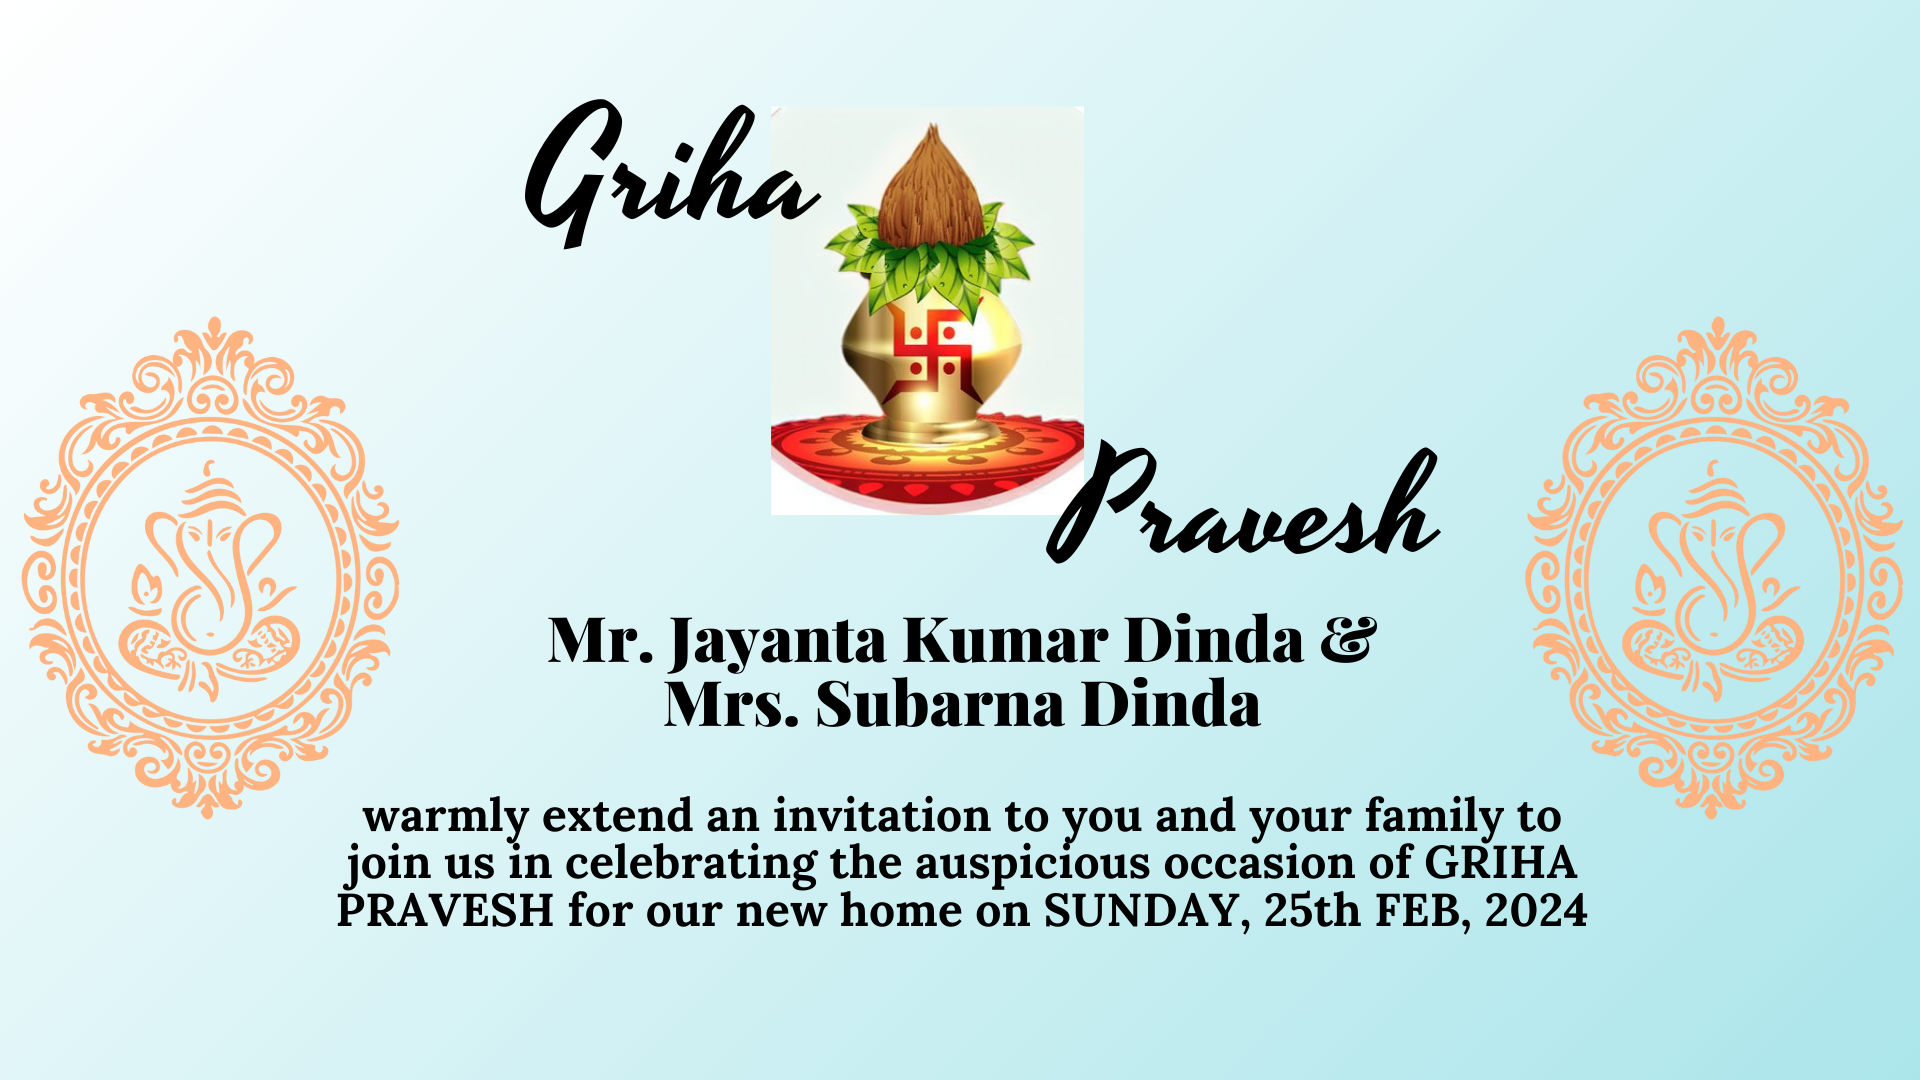 Griha
Pravesh
Mr. Jayanta Kumar Dinda &
Mrs. Subarna Dinda
warmly extend an invitation to you and your family to
join us in celebrating the auspicious occasion of GRIHA
PRAVESH for our new home on SUNDAY, 25th FEB, 2024